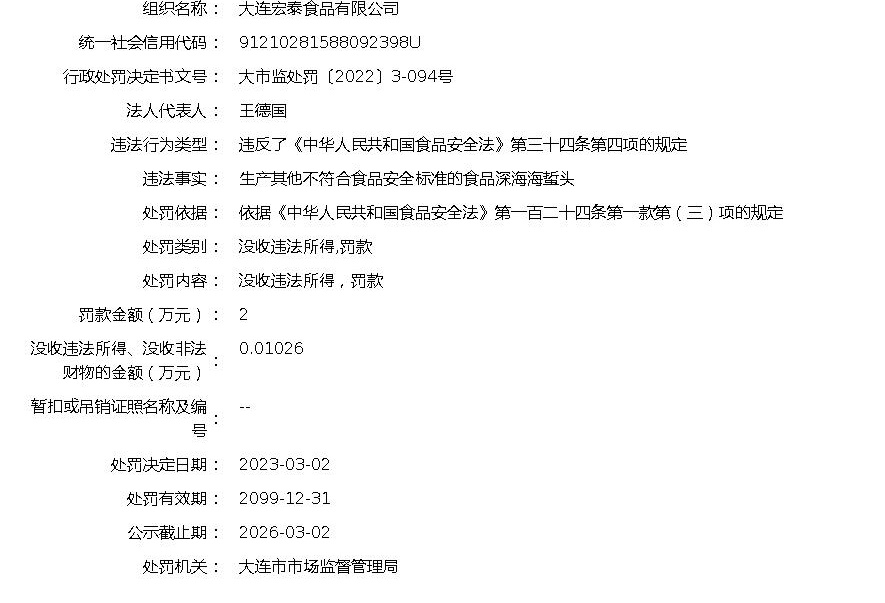 组织名称： 大连宏泰食品有限公司
统一社会信用代码： 91210281588092398U
行政处罚决定书文号： 大市监处罚〔2022〕3-094号
法人代表人： 王德国
违法行为类型： 违反了《中华人民共和国食品安全法》第三十四条第四项的规定
违法事实： 生产其他不符合食品安全标准的食品深海海蜇头
处罚依据： 依据《中华人民共和国食品安全法》第一百二十四条第一款第（三）项的规定
处罚类别： 没收违法所得,罚款
处罚内容： 没收违法所得，罚款
罚款金额（万元）： 2
没收违法所得、没收非法
财物的金额（万元）： 0.01026
暂扣或吊销证照名称及编
号： --
处罚决定日期： 2023-03-02
处罚有效期： 2099-12-31
公示截止期： 2026-03-02
处罚机关： 大连市市场监督管理局